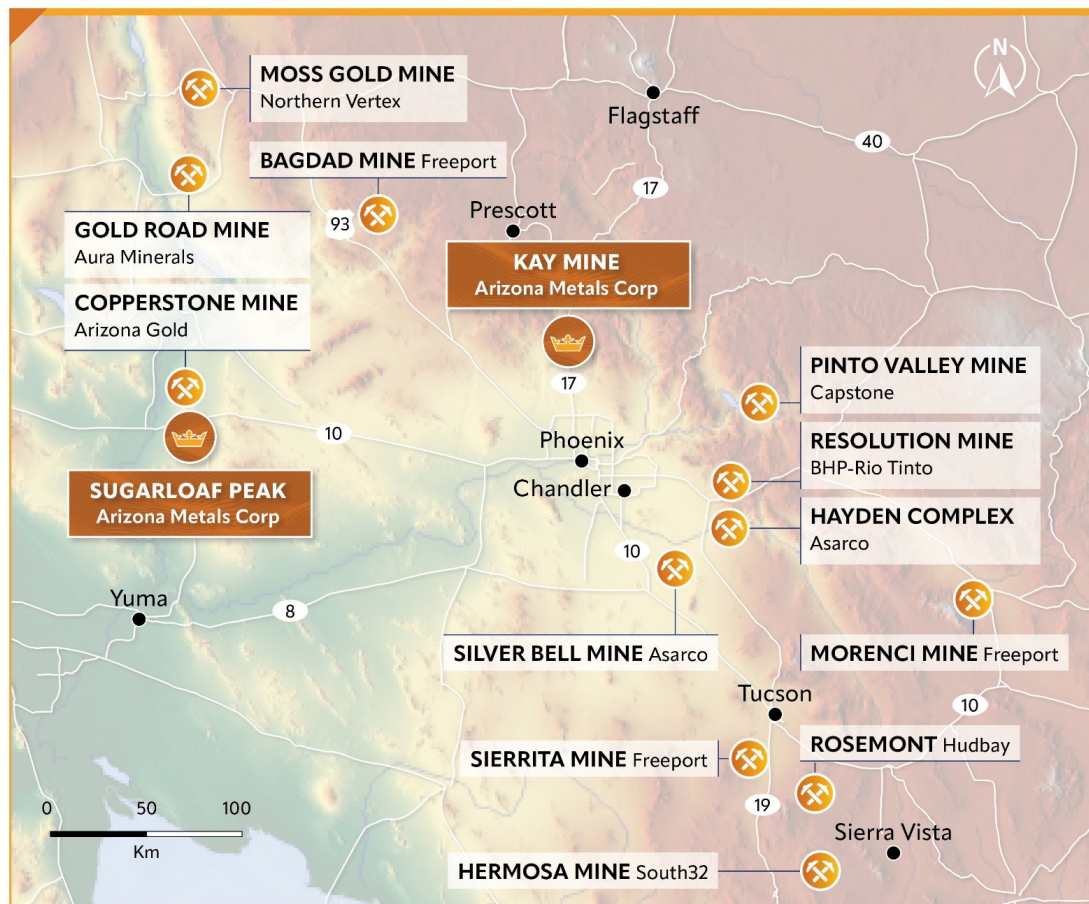 N
MOSS GOLD MINE
Northern Vertex
Flagstaff
40
BAGDAD MINE Freeport
17
Prescott
93
GOLD ROAD MINE
Aura Minerals
KAY MINE
Arizona Metals Corp
COPPERSTONE MINE
Arizona Gold
PINTO VALLEY MINE
Capstone
17
10
Phoenix
RESOLUTION MINE
BHP-Rio Tinto
Chandler
SUGARLOAF PEAK
Arizona Metals Corp
HAYDEN COMPLEX
Asarco
10
Yuma
8
SILVER BELL MINE Asarco
MORENCI MINE Freeport
Tucson
10
ROSEMONT Hudbay
SIERRITA MINE Freeport
19
0 50 100
Km
Sierra Vista
HERMOSA MINE South32